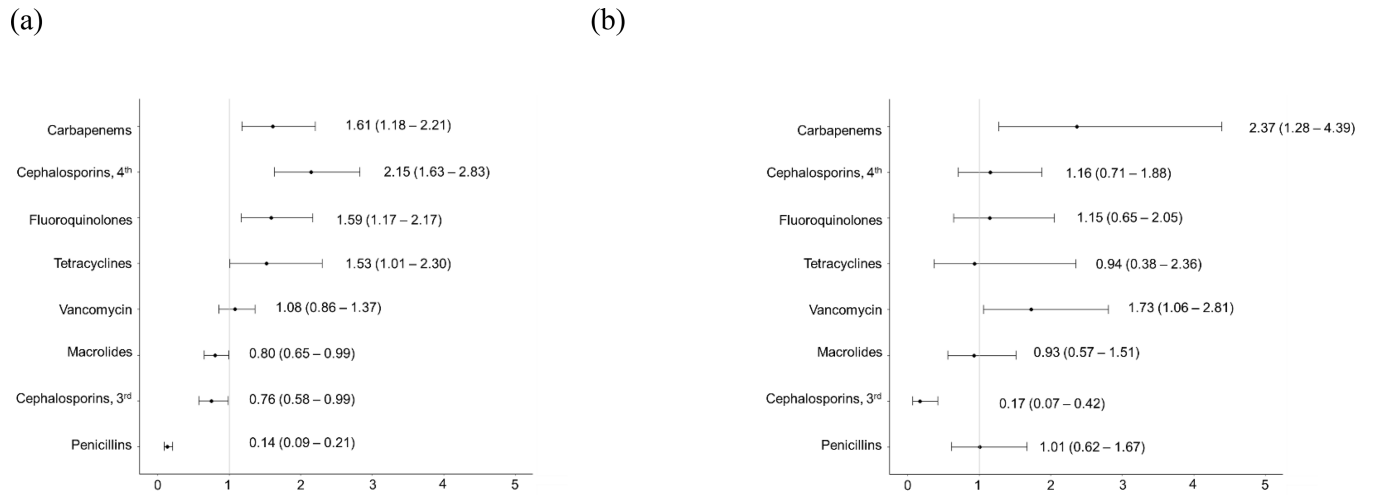 (a)
Carbapenems 1.61 (1.18 – 2.21)
Cephalosporins, 4th 2.15 (1.63 – 2.83)
Fluoroquinolones 1.59 (1.17 – 2.17)
Tetracyclines 1.53 (1.01 – 2.30)
Vancomycin 1.08 (0.86 – 1.37)
Macrolides 0.80 (0.65 – 0.99)
Cephalosporins, 3rd 0.76 (0.58 – 0.99)
Penicillins 0.14 (0.09 – 0.21)
0 1 2 3 4 5
(b)
Carbapenems 2.37 (1.28 – 4.39)
Cephalosporins, 4th 1.16 (0.71 – 1.88)
Fluoroquinolones 1.15 (0.65 – 2.05)
Tetracyclines 0.94 (0.38 – 2.36)
Vancomycin 1.73 (1.06 – 2.81)
Macrolides 0.93 (0.57 – 1.51)
Cephalosporins, 3rd 0.17 (0.07 – 0.42)
Penicillins 1.01 (0.62 – 1.67)
0 1 2 3 4 5